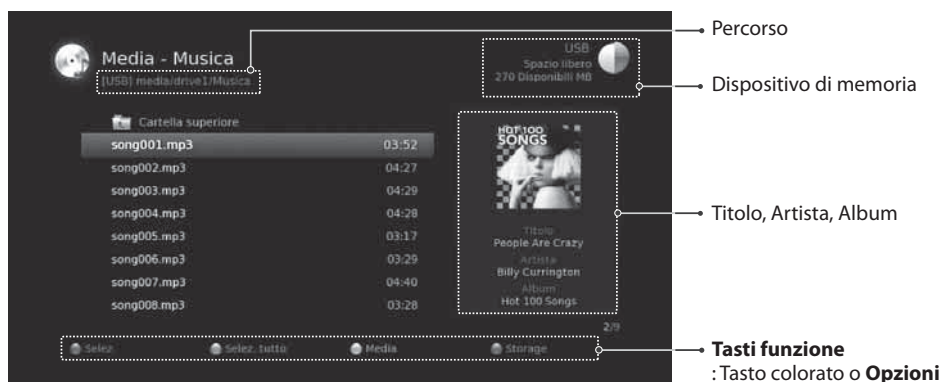 Media - Musica
[USB] media/drive1/Musica
USB
Spazio libero
270 Disponibili MB
Percorso
Dispositivo di memoria
Cartella superiore
song001.mp3 03:52
song002.mp3 04:27
song003.mp3 04:29
song004.mp3 04:28
song005.mp3 03:17
song006.mp3 03:29
song007.mp3 04:40
song008.mp3 03:28
HOT 100
SONGS
Titolo
People Are Crazy
Artista
Billy Currington
Album
Hot 100 Songs
Titolo, Artista, Album
2/9
Selez. Selez. tutto Media Storage
Tasti funzione
: Tasto colorato o Opzioni